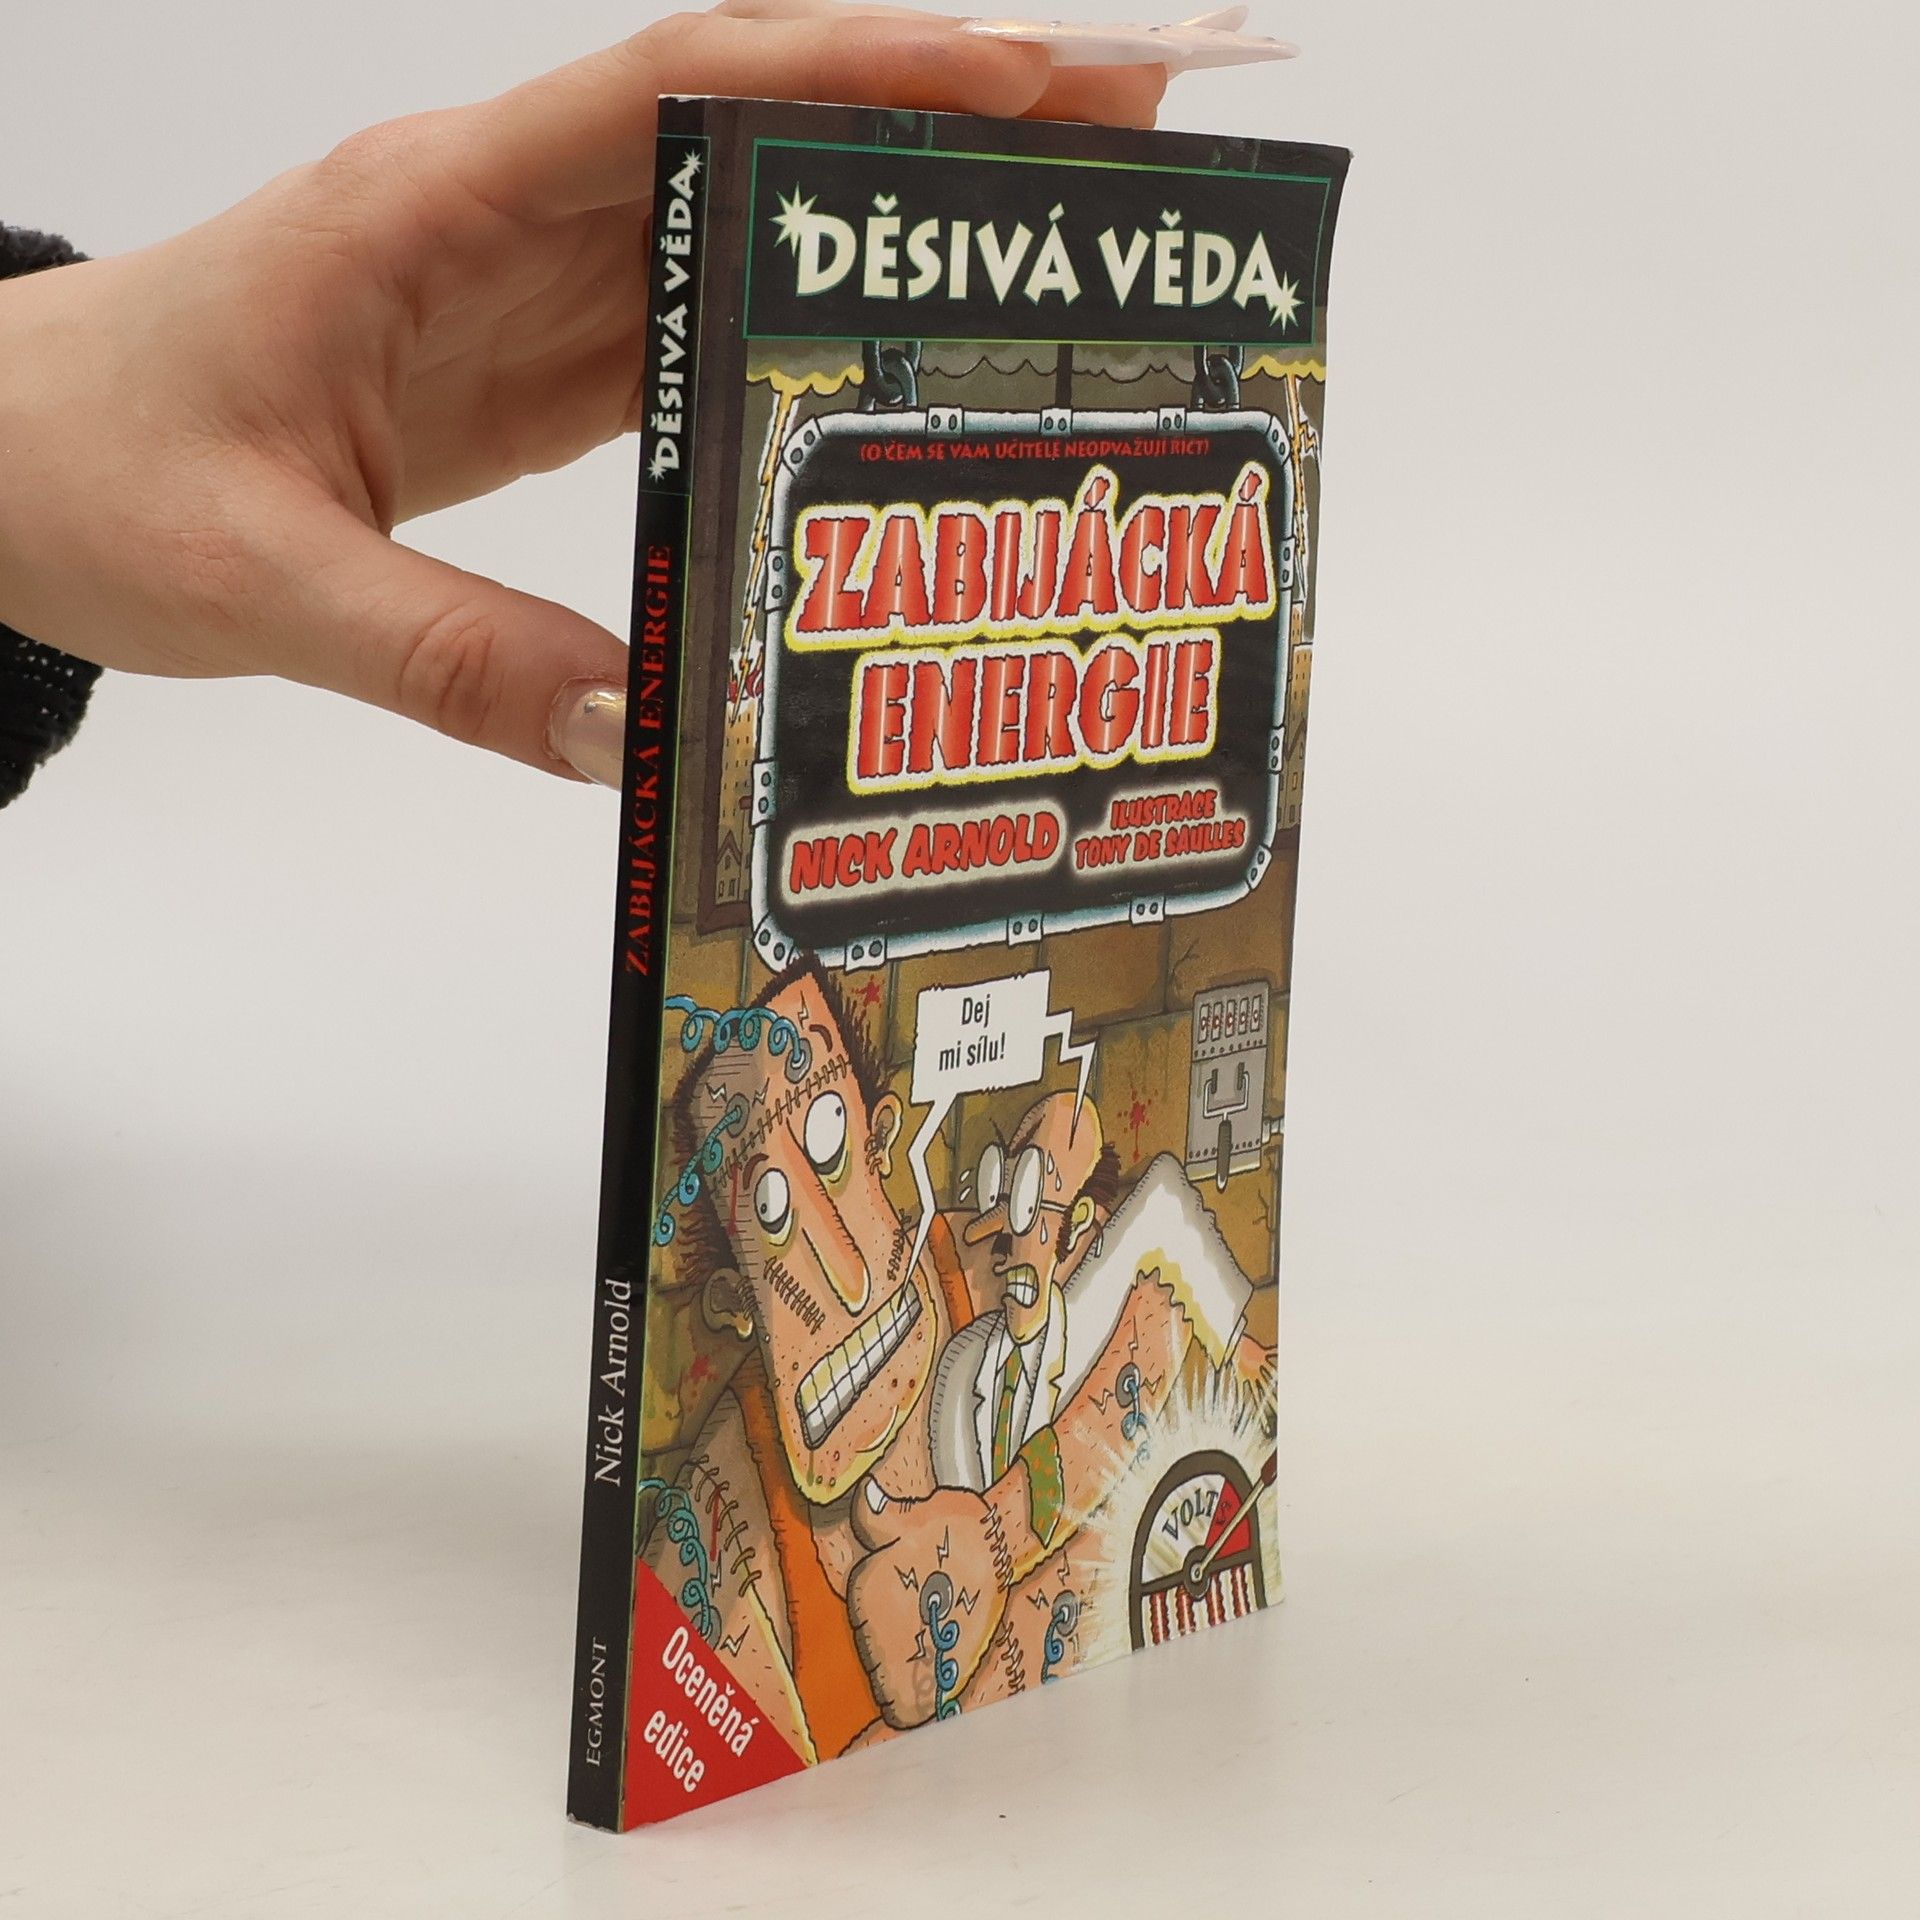 DĚSIVÁ VĚDA
ZABIJÁCKÁ ENERGIE
Nick Arnold
EGMONT
DĚSIVÁ VĚDA
(O ČEM SE VÁM UČITELÉ NEODVAŽUJÍ ŘÍCT)
ZABIJÁCKÁ
ENERGIE
NICK ARNOLD
ILUSTRACE
TONY DE SAULLES
Dej
mi sílu!
VOLTS
Oceněná
edice